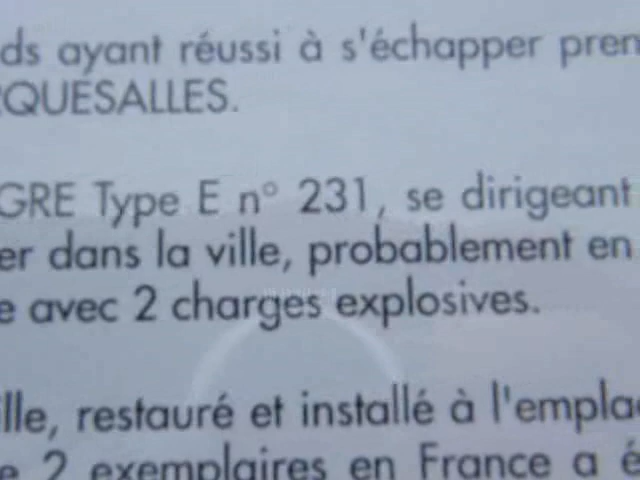 ds ayant réussi à s'échapper pren
QUESALLES.
GRE Type E n° 231, se dirigeant
er dans la ville, probablement en
e avec 2 charges explosives.
ille, restauré et installé à l'empla
e 2 exemplaires en France a é